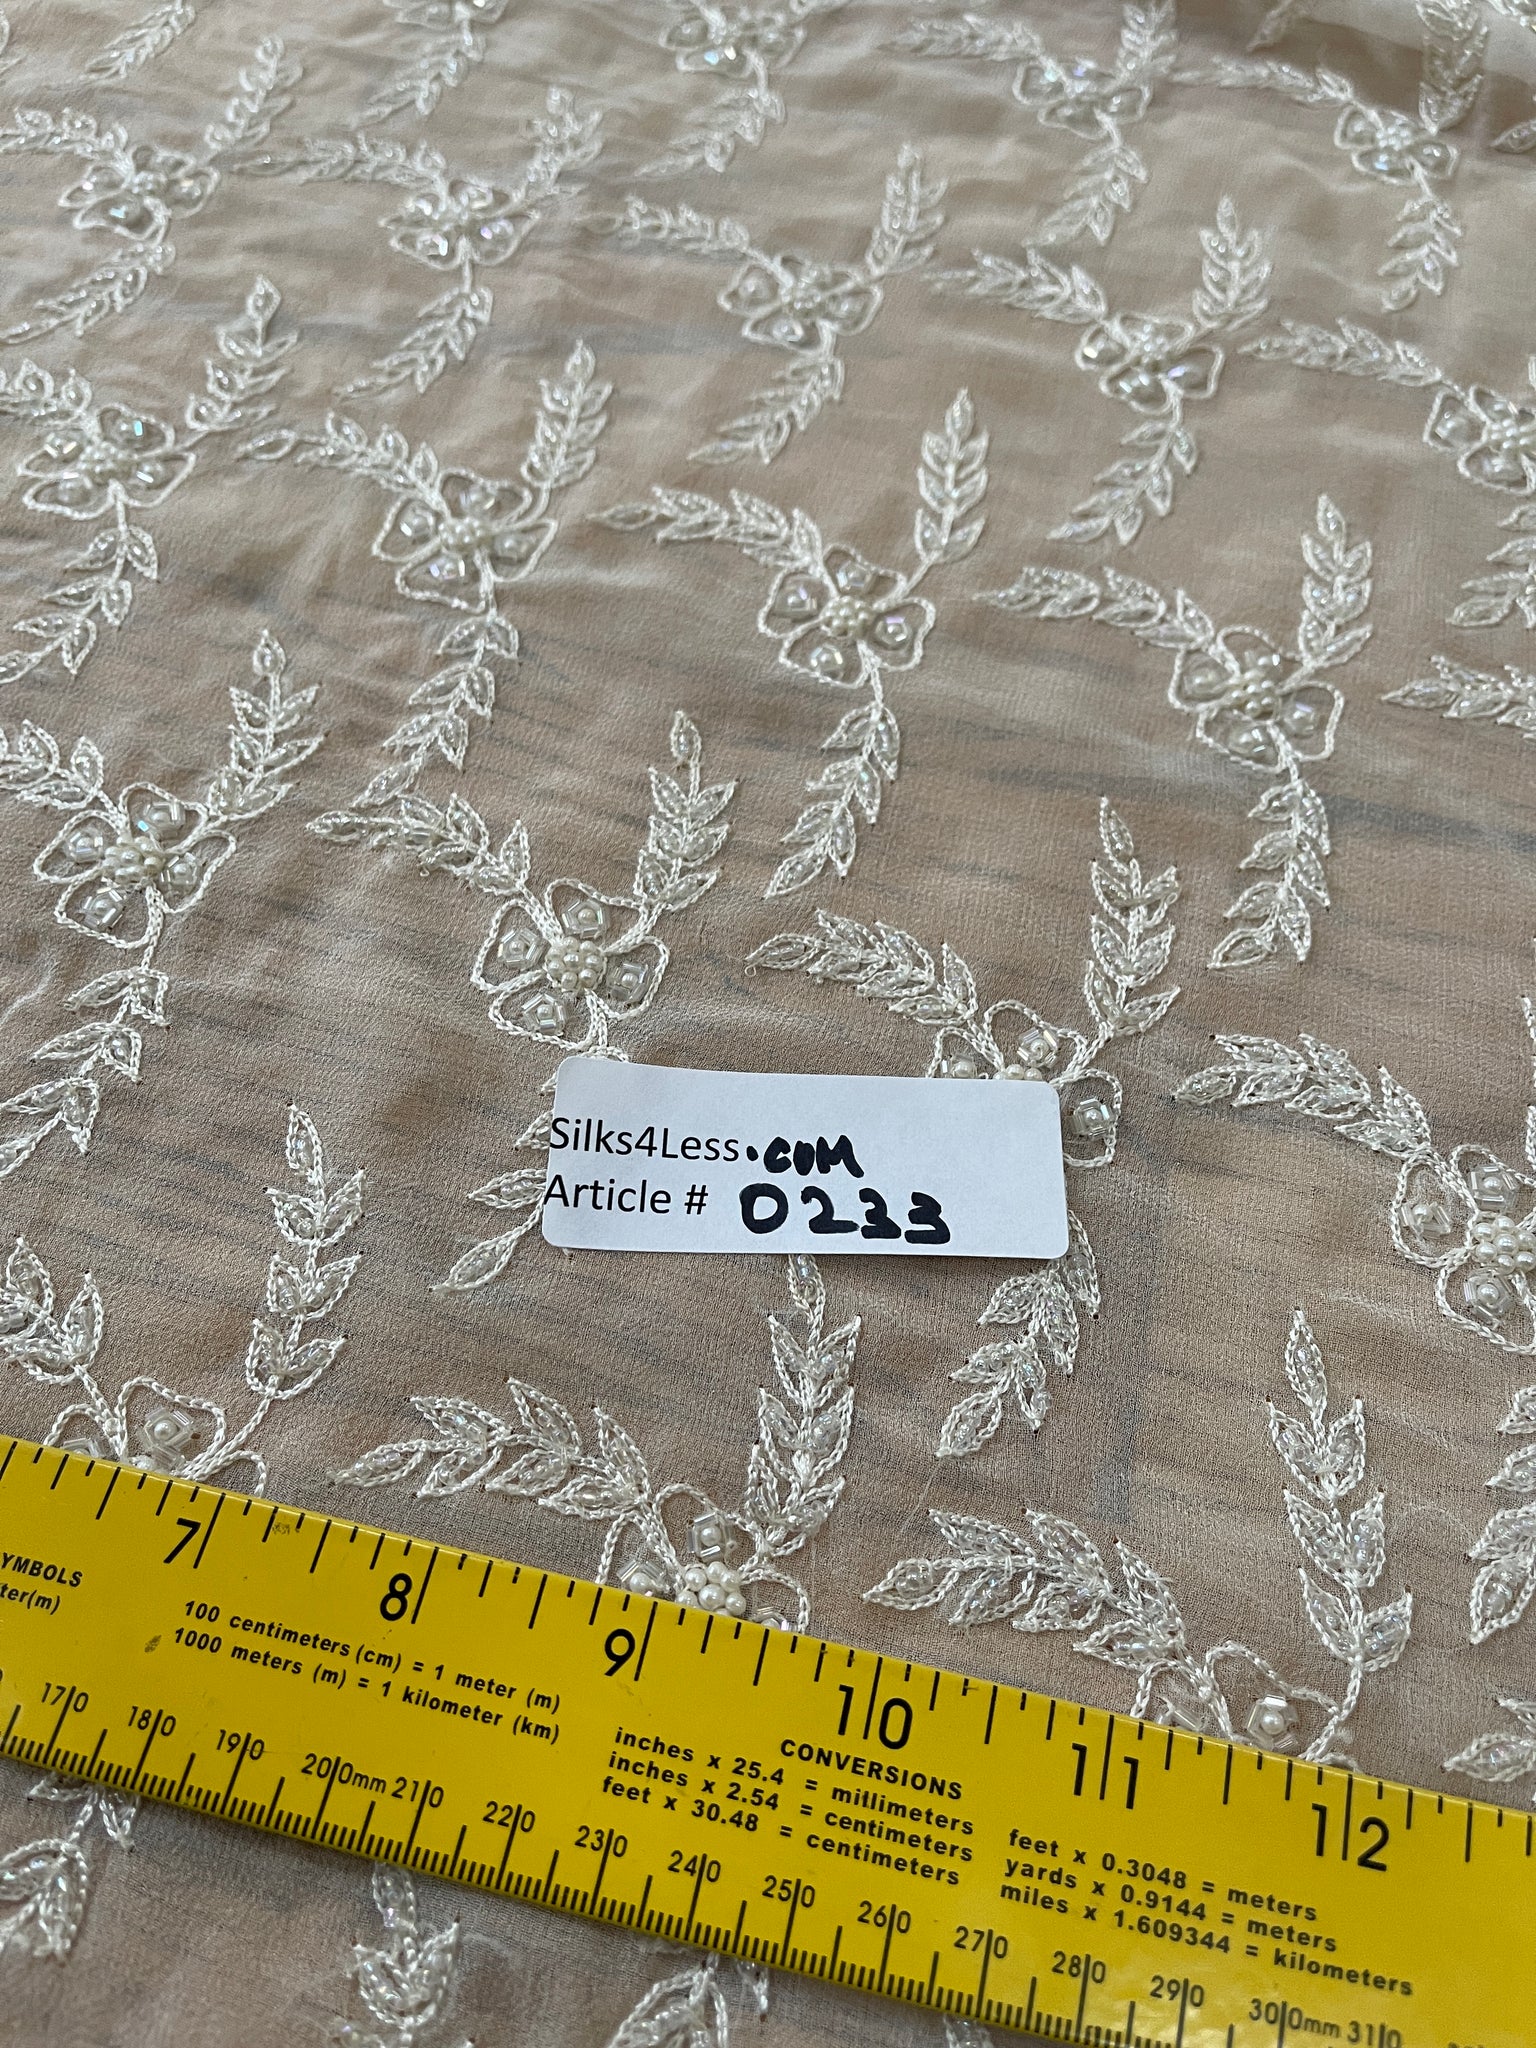 Silks4Less.com
Article # 0233
7 8 9 10 11 12
YMBOLS
ter(m)
100 centimeters (cm) = 1 meter (m)
1000 meters (m) = 1 kilometer (km)
CONVERSIONS
inches x 25.4 = millimeters
inches x 2.54 = centimeters
feet x 30.48 = centimeters
feet x 0.3048 = meters
yards x 0.9144 = meters
miles x 1.609344 = kilometers
170 180 190 200mm 210 220 230 240 250 260 270 280 290 300mm 310